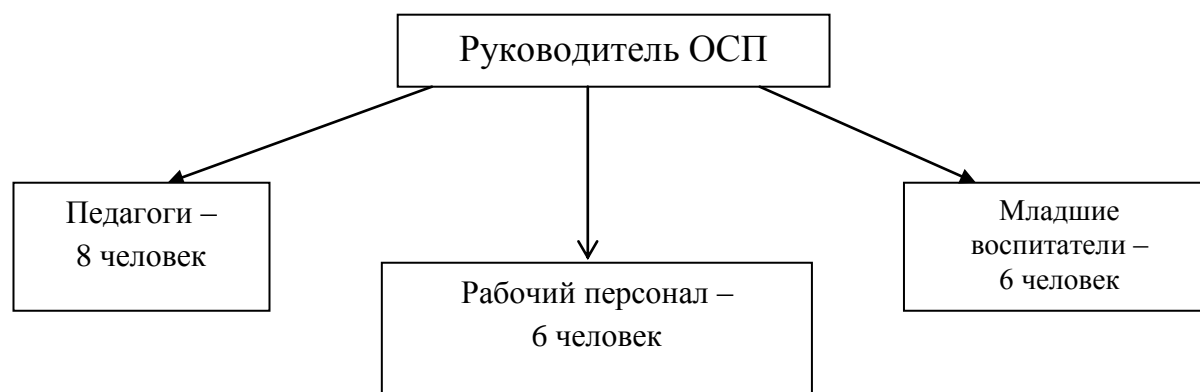 Руководитель ОСП
Педагоги –
8 человек
Рабочий персонал –
6 человек
Младшие
воспитатели –
6 человек